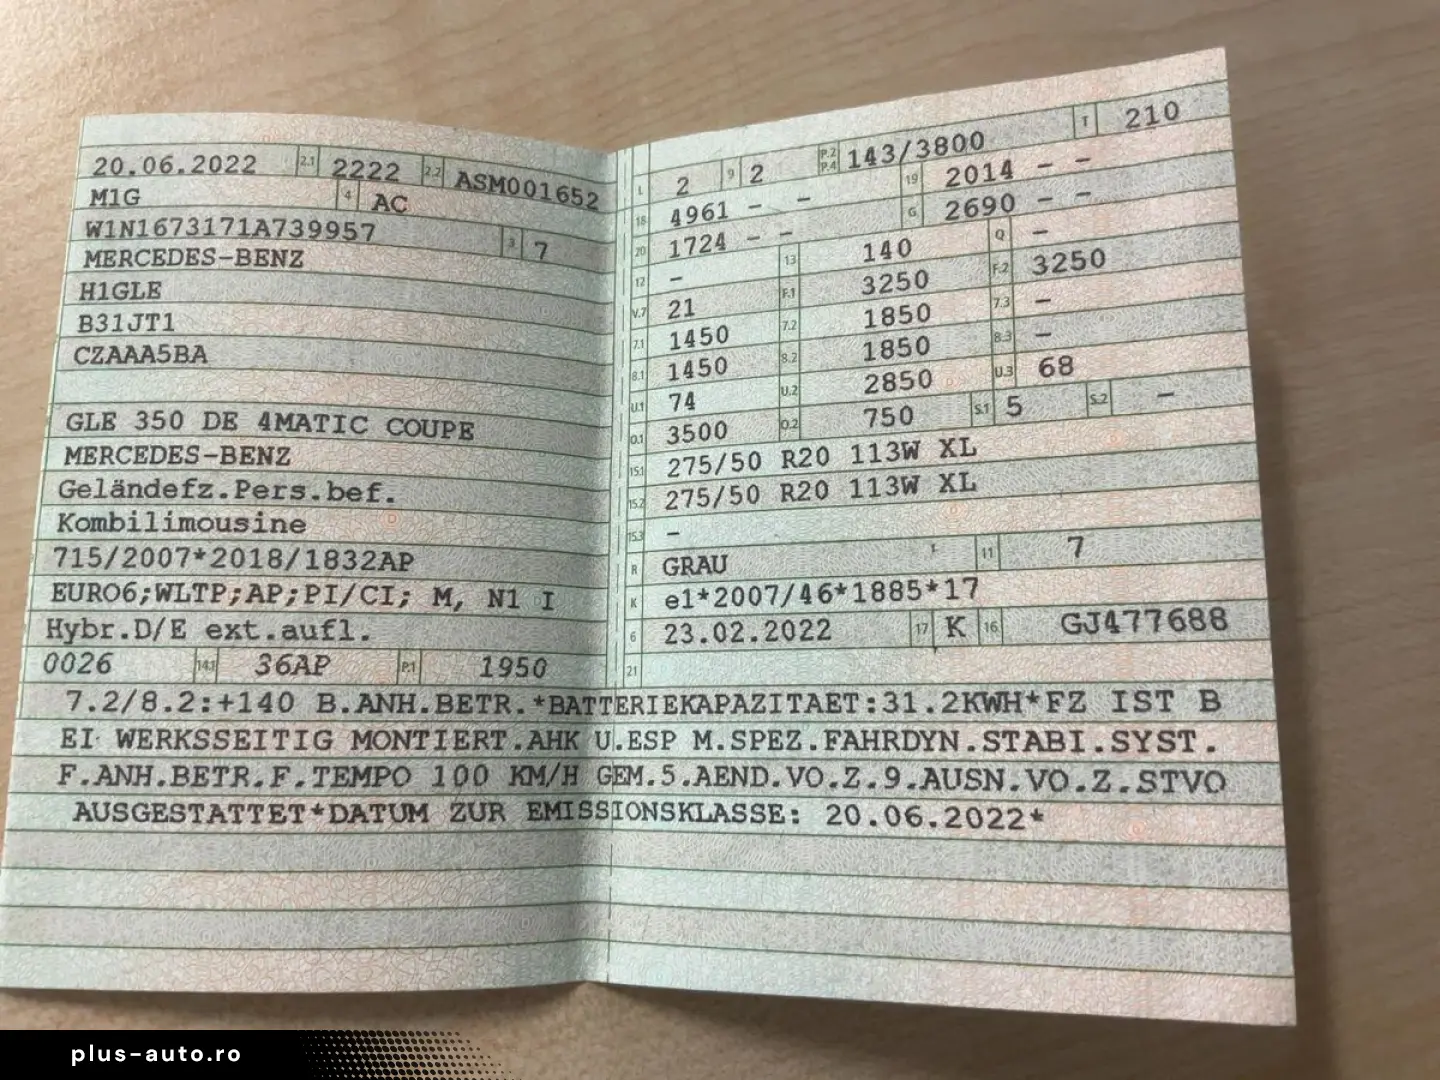 20.06.2022 2.1 2222 2.2 ASM001652
M1G 4 AC
W1N1673171A739957 3 7
MERCEDES-BENZ
H1GLE
B31JT1
CZAAA5BA
GLE 350 DE 4MATIC COUPE
MERCEDES-BENZ
Geländefz.Pers.bef.
Kombilimousine
715/2007*2018/1832AP
EURO6;WLTP;AP;PI/CI; M, N1 I
Hybr.D/E ext.aufl.
0026 14.1 36AP P.1 1950
L 2 9 2 P.2 P.4 143/3800 T 210
18 4961 - - 19 2014 - -
20 1724 - - G 2690 - -
12 - 13 140 Q -
V.7 21 F.1 3250 F.2 3250
7.1 1450 7.2 1850 7.3 -
8.1 1450 8.2 1850 8.3 -
U.1 74 U.2 2850 U.3 68
O.1 3500 O.2 750 S.1 5 S.2 -
15.1 275/50 R20 113W XL
15.2 275/50 R20 113W XL
15.3 -
R GRAU 11 7
K e1*2007/46*1885*17
6 23.02.2022 17 K 16 GJ477688
21
7.2/8.2:+140 B.ANH.BETR.*BATTERIEKAPAZITAET:31.2KWH*FZ IST B
EI WERKSSEITIG MONTIERT.AHK U.ESP M.SPEZ.FAHRDYN.STABI.SYST.
F.ANH.BETR.F.TEMPO 100 KM/H GEM.5.AEND.VO.Z.9.AUSN.VO.Z.STVO
AUSGESTATTET*DATUM ZUR EMISSIONSKLASSE: 20.06.2022*
plus-auto.ro